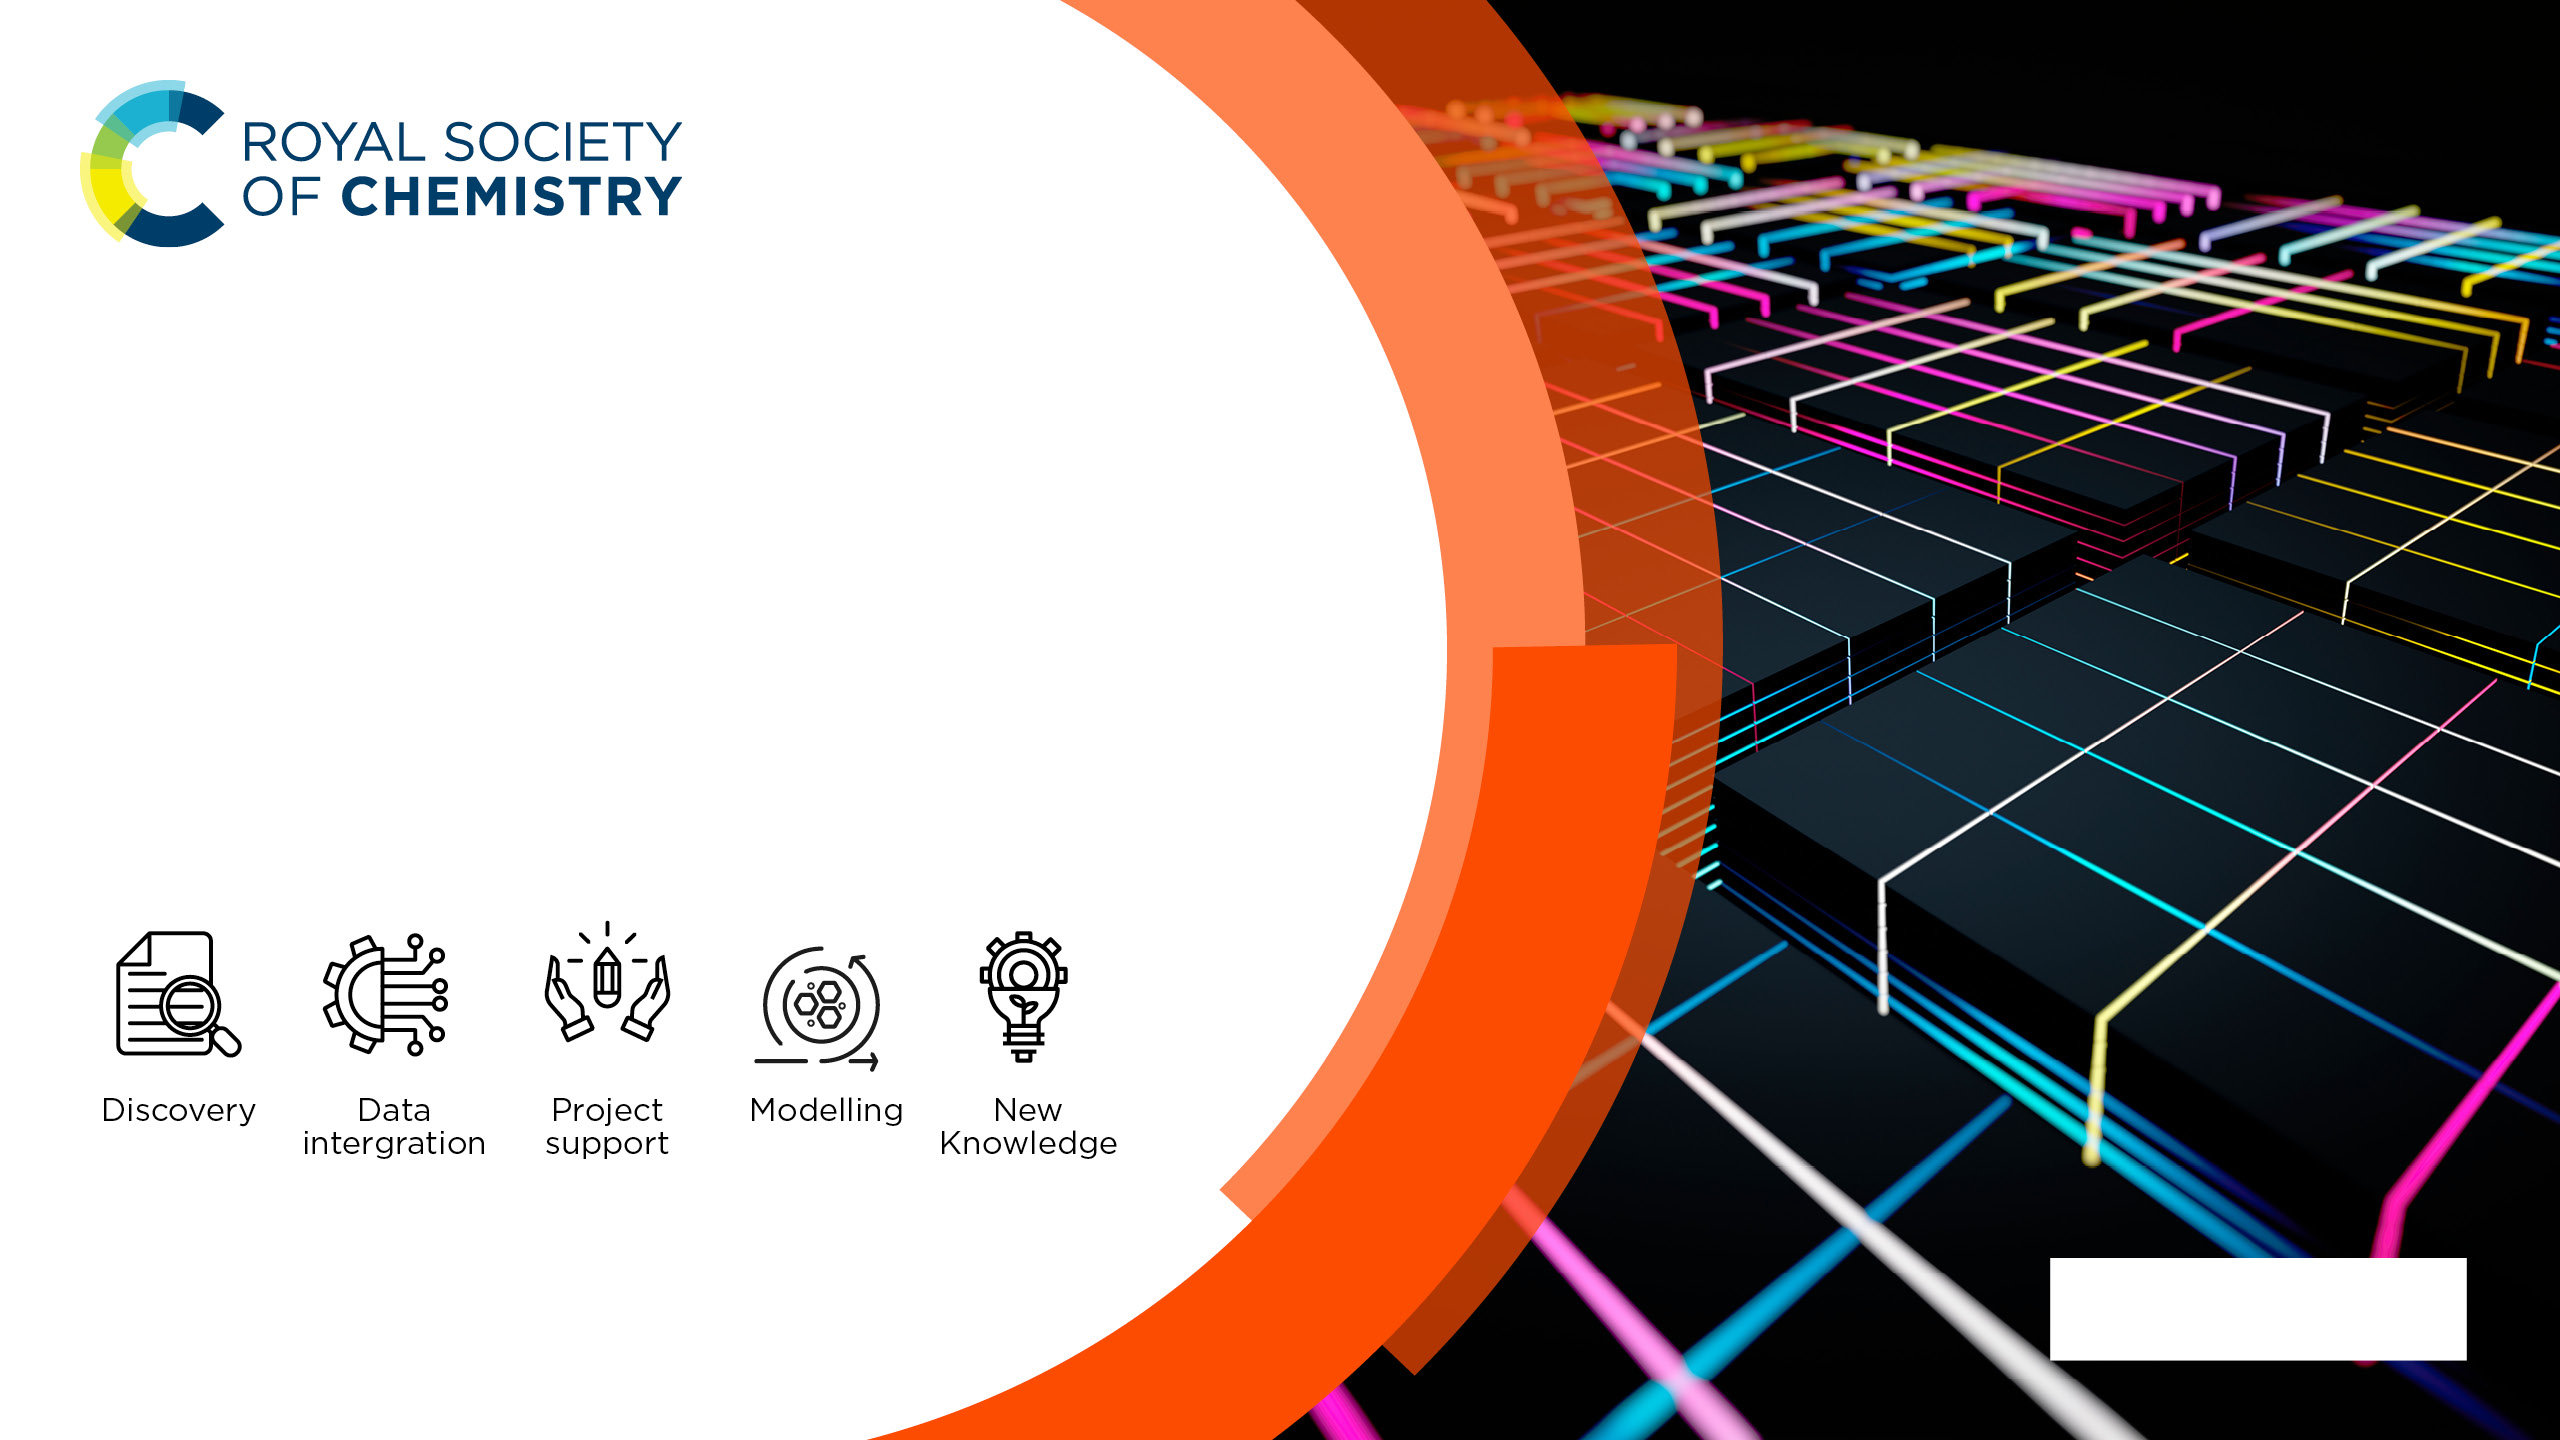 ROYAL SOCIETY
OF CHEMISTRY
Discovery
Data
intergration
Project
support
Modelling
New
Knowledge